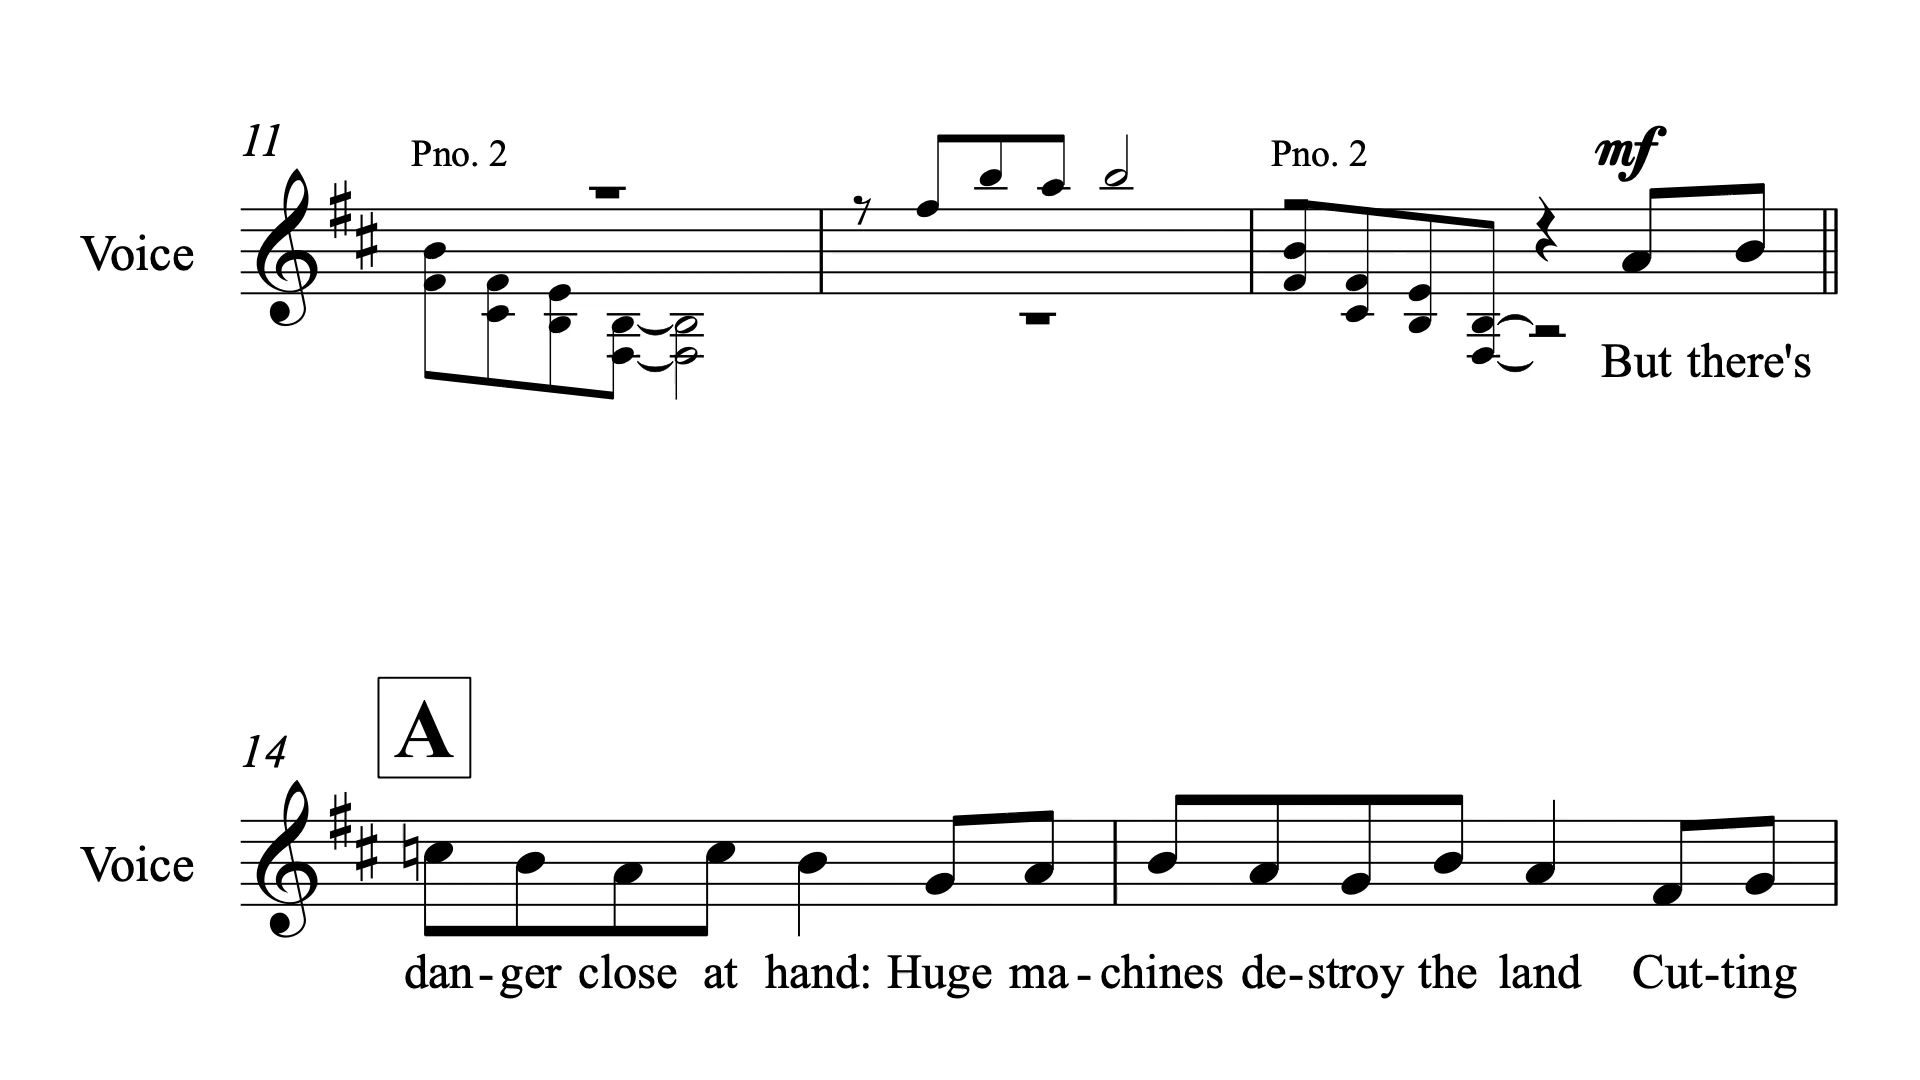 11
Pno. 2 Pno. 2 mf
Voice
But there's
A
14
Voice
dan-ger close at hand: Huge ma-chines de-stroy the land Cut-ting